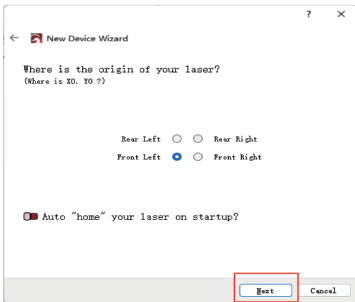 ? ×
← New Device Wizard
Where is the origin of your laser?
(Where is X0, Y0 ?)
Rear Left Rear Right
Front Left Front Right
Auto "home" your laser on startup?
Next Cancel